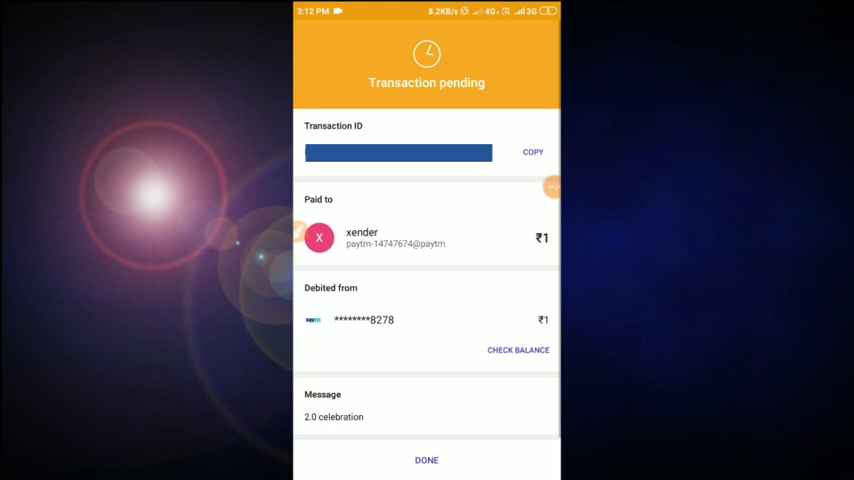 3:12 PM 8.2KB/s 4G 3G
Transaction pending
Transaction ID
COPY
Paid to
X xender ₹1
paytm-14747674@paytm
Debited from
********8278 ₹1
CHECK BALANCE
Message
2.0 celebration
DONE